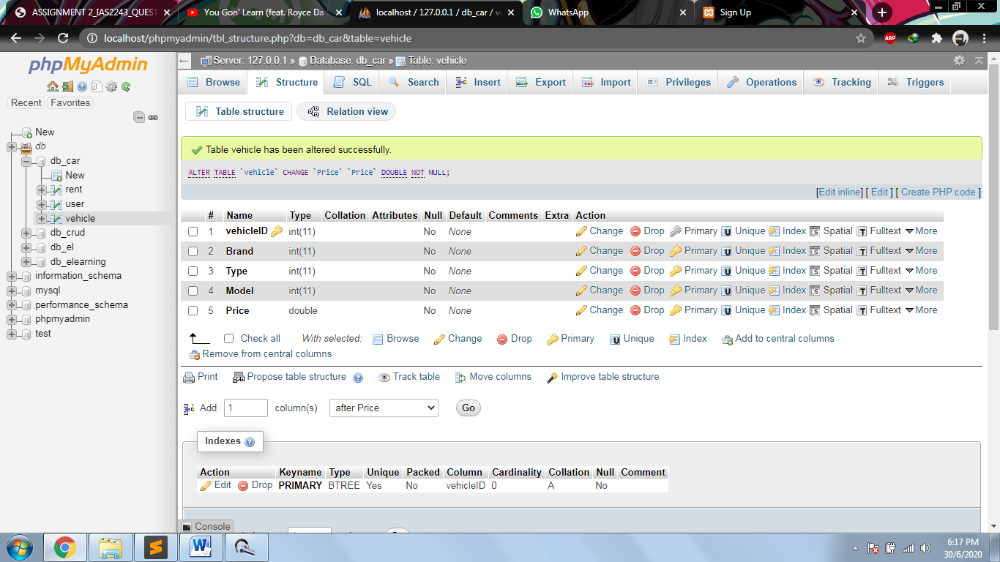 ASSIGNMENT 2_IAS2243_QUEST
You Gon' Learn (feat. Royce Da
localhost / 127.0.0.1 / db_car / v
WhatsApp
Sign Up
localhost/phpmyadmin/tbl_structure.php?db=db_car&table=vehicle
ABP
phpMyAdmin
Recent Favorites
New
db
db_car
New
rent
user
vehicle
db_crud
db_el
db_elearning
information_schema
mysql
performance_schema
phpmyadmin
test
Server: 127.0.0.1 » Database: db_car » Table: vehicle
Browse Structure SQL Search Insert Export Import Privileges Operations Tracking Triggers
Table structure Relation view
Table vehicle has been altered successfully.
ALTER TABLE `vehicle` CHANGE `Price` `Price` DOUBLE NOT NULL;
[Edit inline] [ Edit ] [ Create PHP code ]
# Name Type Collation Attributes Null Default Comments Extra Action
1 vehicleID int(11) No None Change Drop Primary Unique Index Spatial Fulltext More
2 Brand int(11) No None Change Drop Primary Unique Index Spatial Fulltext More
3 Type int(11) No None Change Drop Primary Unique Index Spatial Fulltext More
4 Model int(11) No None Change Drop Primary Unique Index Spatial Fulltext More
5 Price double No None Change Drop Primary Unique Index Spatial Fulltext More
Check all With selected: Browse Change Drop Primary Unique Index Add to central columns
Remove from central columns
Print Propose table structure Track table Move columns Improve table structure
Add 1 column(s) after Price Go
Indexes
Action Keyname Type Unique Packed Column Cardinality Collation Null Comment
Edit Drop PRIMARY BTREE Yes No vehicleID 0 A No
Console
6:17 PM
30/6/2020